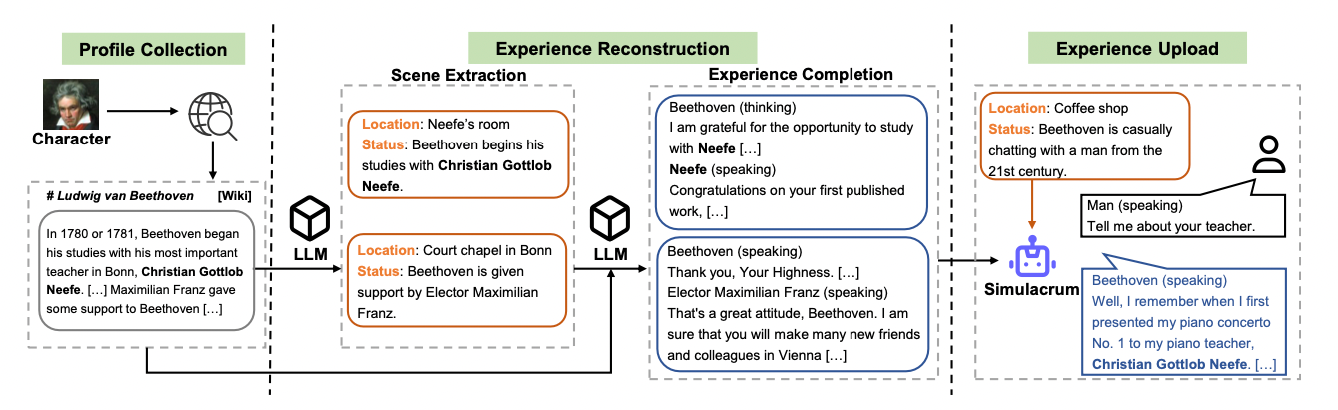 Profile Collection
Character
# Ludwig van Beethoven [Wiki]
In 1780 or 1781, Beethoven began
his studies with his most important
teacher in Bonn, Christian Gottlob
Neefe. […] Maximilian Franz gave
some support to Beethoven […]
LLM
Experience Reconstruction
Scene Extraction
Location: Neefe's room
Status: Beethoven begins his
studies with Christian Gottlob
Neefe.
Location: Court chapel in Bonn
Status: Beethoven is given
support by Elector Maximilian
Franz.
LLM
Experience Completion
Beethoven (thinking)
I am grateful for the opportunity to study
with Neefe […]
Neefe (speaking)
Congratulations on your first published
work, […]
Beethoven (speaking)
Thank you, Your Highness. […]
Elector Maximilian Franz (speaking)
That's a great attitude, Beethoven. I am
sure that you will make many new friends
and colleagues in Vienna […]
Experience Upload
Location: Coffee shop
Status: Beethoven is casually
chatting with a man from the
21st century.
Man (speaking)
Tell me about your teacher.
Simulacrum
Beethoven (speaking)
Well, I remember when I first
presented my piano concerto
No. 1 to my piano teacher,
Christian Gottlob Neefe. […]